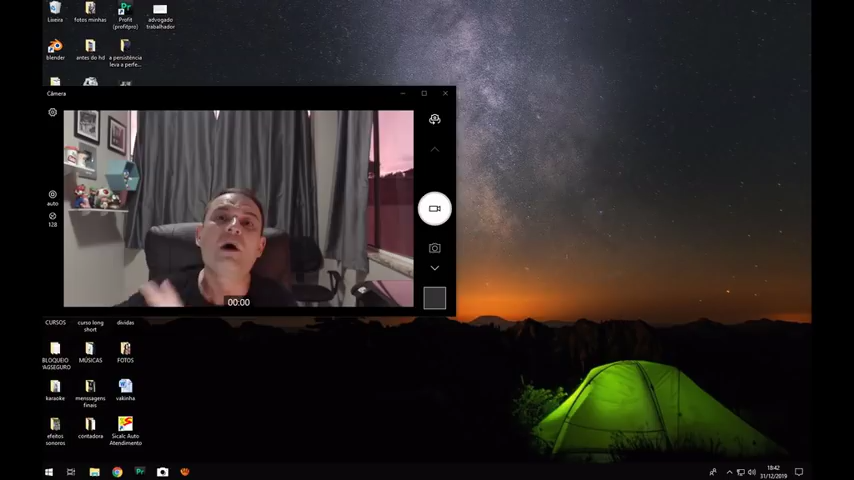 Lixeira
fotos minhas
Profit
(profitpro)
advogado
trabalhador
blender
antes do hd
a persistência
leva a perfe...
Câmera
auto
128
00:00
CURSOS
curso long
short
dividas
BLOQUEIO
PAGSEGURO
MÚSICAS
FOTOS
karaoke
menssagens
finais
vakinha
efeitos
sonoros
contadora
Sicalc Auto
Atendimento
18:42
31/12/2019